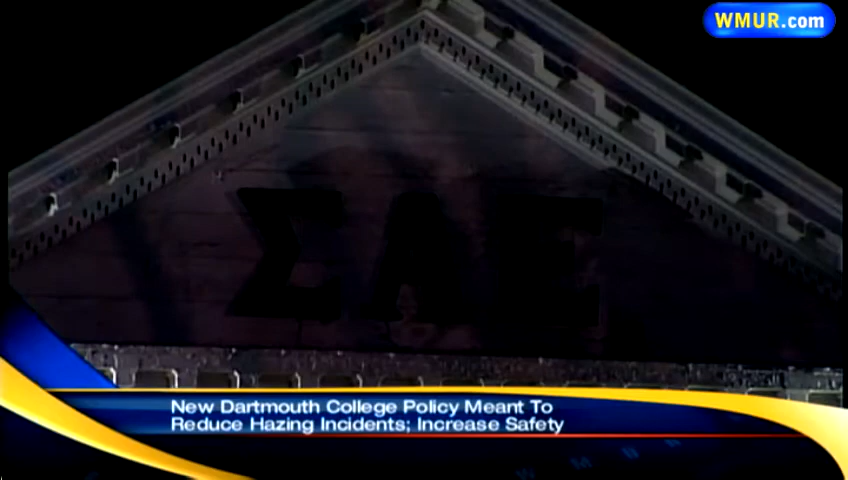 WMUR.com
ΣΑΕ
New Dartmouth College Policy Meant To
Reduce Hazing Incidents; Increase Safety